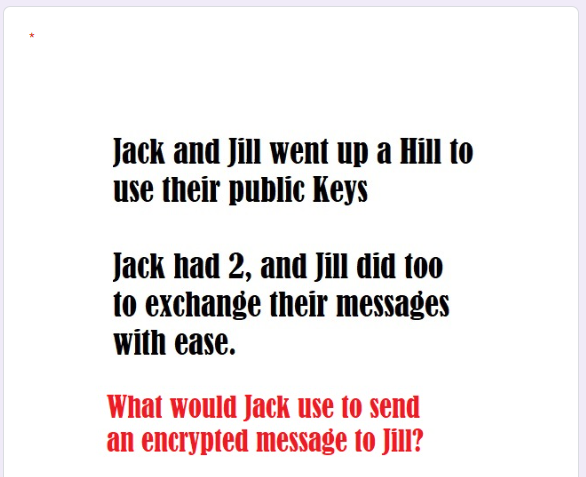 *
Jack and Jill went up a Hill to
use their public Keys
Jack had 2, and Jill did too
to exchange their messages
with ease.
What would Jack use to send
an encrypted message to Jill?